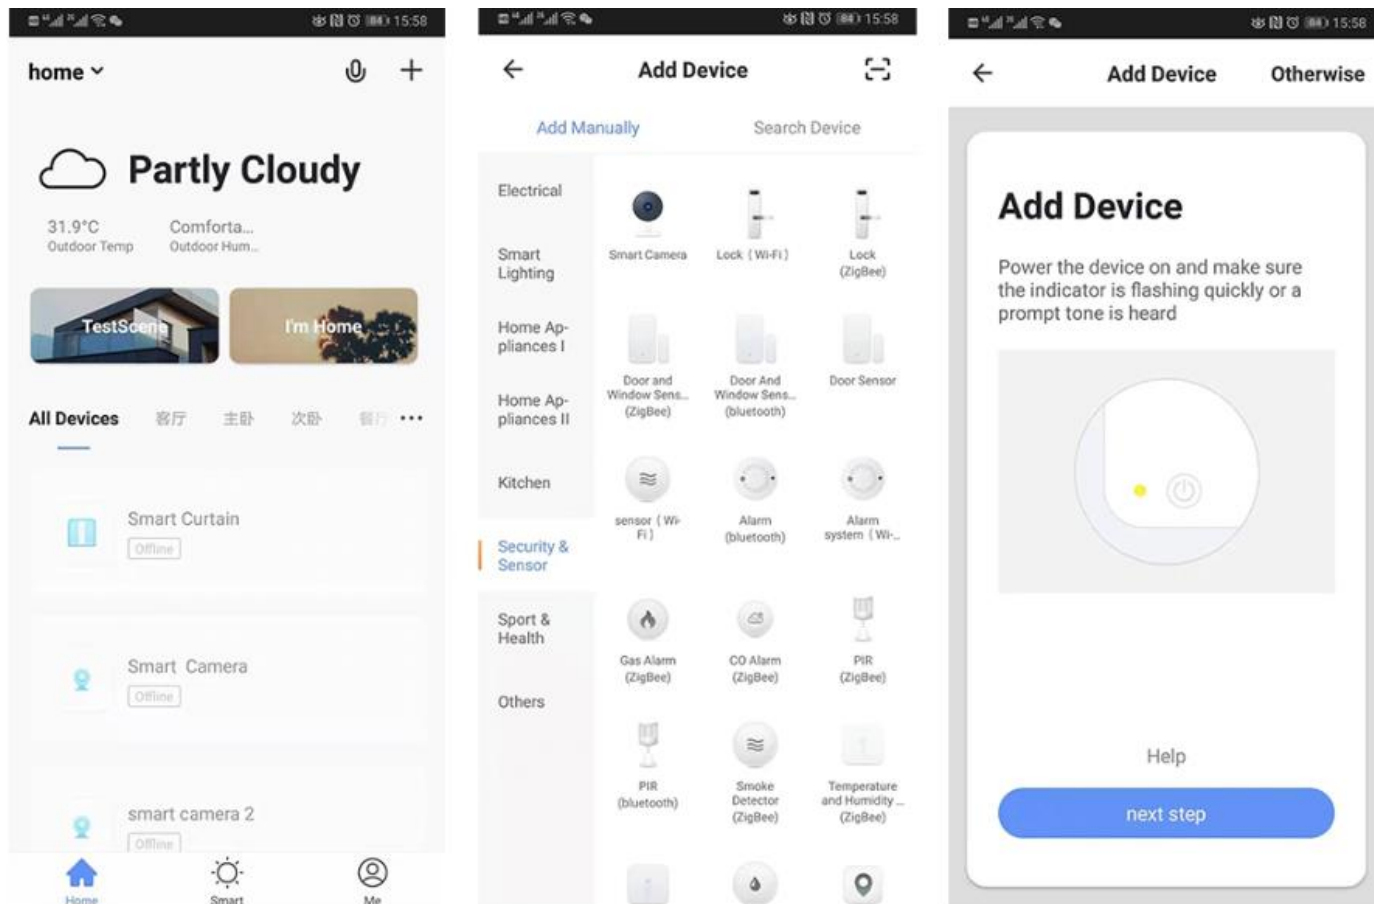 15:58
home
Partly Cloudy
31.9°C
Outdoor Temp
Comforta...
Outdoor Hum...
TestScene
I'm Home
All Devices
客厅
主卧
次卧
餐厅
Smart Curtain
Offline
Smart Camera
Offline
smart camera 2
Offline
Home
Smart
Me
15:58
Add Device
Add Manually
Search Device
Electrical
Smart
Lighting
Home Ap-
pliances I
Home Ap-
pliances II
Kitchen
Security &
Sensor
Sport &
Health
Others
Smart Camera
Lock ( Wi-Fi )
Lock
(ZigBee)
Door and
Window Sens...
(ZigBee)
Door And
Window Sens...
(bluetooth)
Door Sensor
sensor ( Wi-
Fi )
Alarm
(bluetooth)
Alarm
system ( Wi-...
Gas Alarm
(ZigBee)
CO Alarm
(ZigBee)
PIR
(ZigBee)
PIR
(bluetooth)
Smoke
Detector
(ZigBee)
Temperature
and Humidity ...
(ZigBee)
15:58
Add Device
Otherwise
Add Device
Power the device on and make sure
the indicator is flashing quickly or a
prompt tone is heard
Help
next step